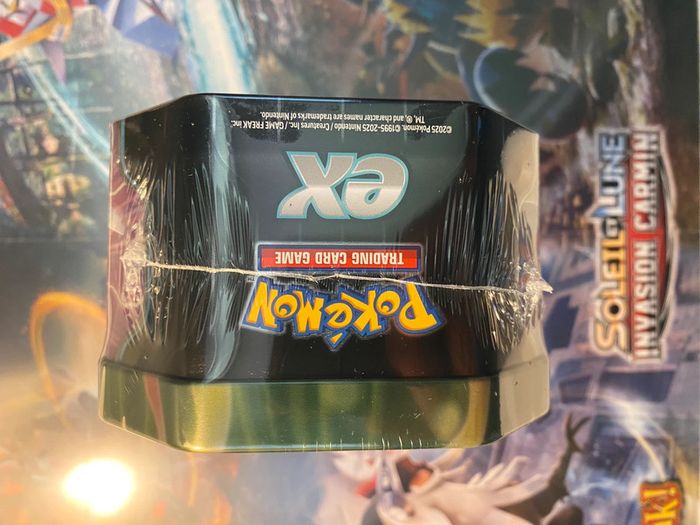 POKéMON
TRADING CARD GAME
ex
©2025 Pokémon. ©1995-2025 Nintendo / Creatures Inc. / GAME FREAK inc.
TM, ®, and character names are trademarks of Nintendo.
SOLEIL ET LUNE
INVASION CARMIN